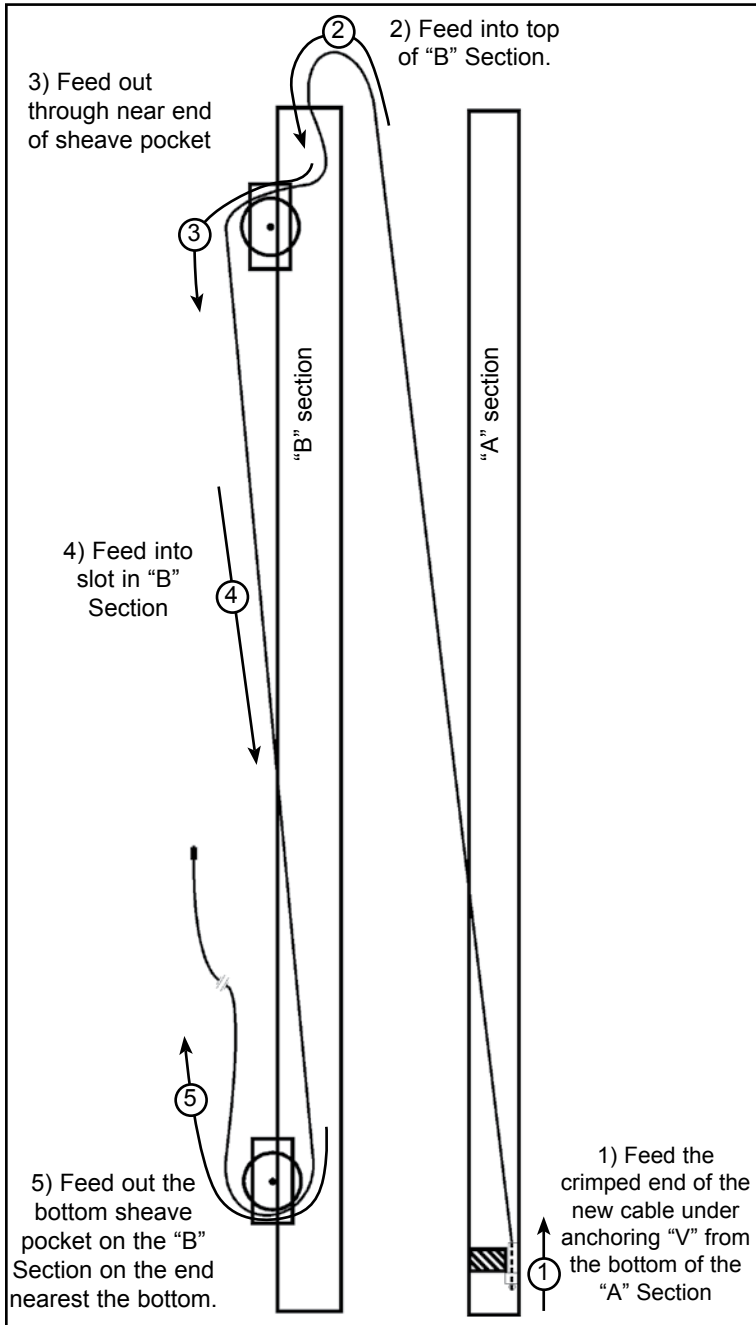 2
2) Feed into top
of “B” Section.
3) Feed out
through near end
of sheave pocket
3
“B” section
“A” section
4) Feed into
slot in “B”
Section
4
5
5) Feed out the
bottom sheave
pocket on the “B”
Section on the end
nearest the bottom.
1) Feed the
crimped end of the
new cable under
anchoring “V” from
the bottom of the
“A” Section
1